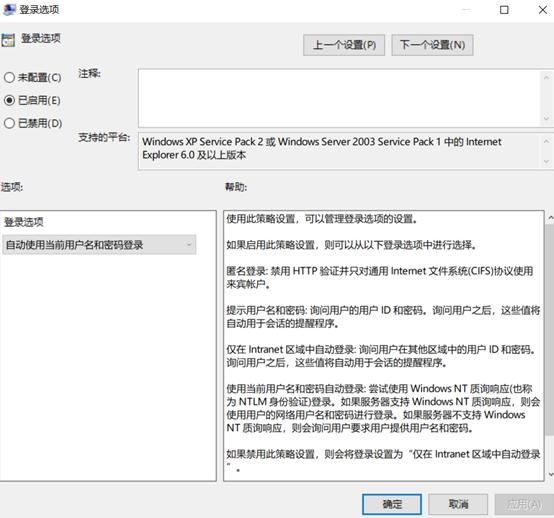 登录选项
登录选项
上一个设置(P)
下一个设置(N)
未配置(C)
注释:
已启用(E)
已禁用(D)
支持的平台:
Windows XP Service Pack 2 或 Windows Server 2003 Service Pack 1 中的 Internet
Explorer 6.0 及以上版本
选项:
帮助:
登录选项
自动使用当前用户名和密码登录
使用此策略设置，可以管理登录选项的设置。
如果启用此策略设置，则可以从以下登录选项中进行选择。
匿名登录: 禁用 HTTP 验证并只对通用 Internet 文件系统(CIFS)协议使用
来宾帐户。
提示用户名和密码: 询问用户的用户 ID 和密码。询问用户之后，这些值将
自动用于会话的提醒程序。
仅在 Intranet 区域中自动登录: 询问用户在其他区域中的用户 ID 和密码。
询问用户之后，这些值将自动用于会话的提醒程序。
使用当前用户名和密码自动登录: 尝试使用 Windows NT 质询响应(也称
为 NTLM 身份验证)登录。如果服务器支持 Windows NT 质询响应，则会
使用用户的网络用户名和密码进行登录。如果服务器不支持 Windows
NT 质询响应，则会询问用户要求用户提供用户名和密码。
如果禁用此策略设置，则会将登录设置为“仅在 Intranet 区域中自动登录
”。
确定
取消
应用(A)